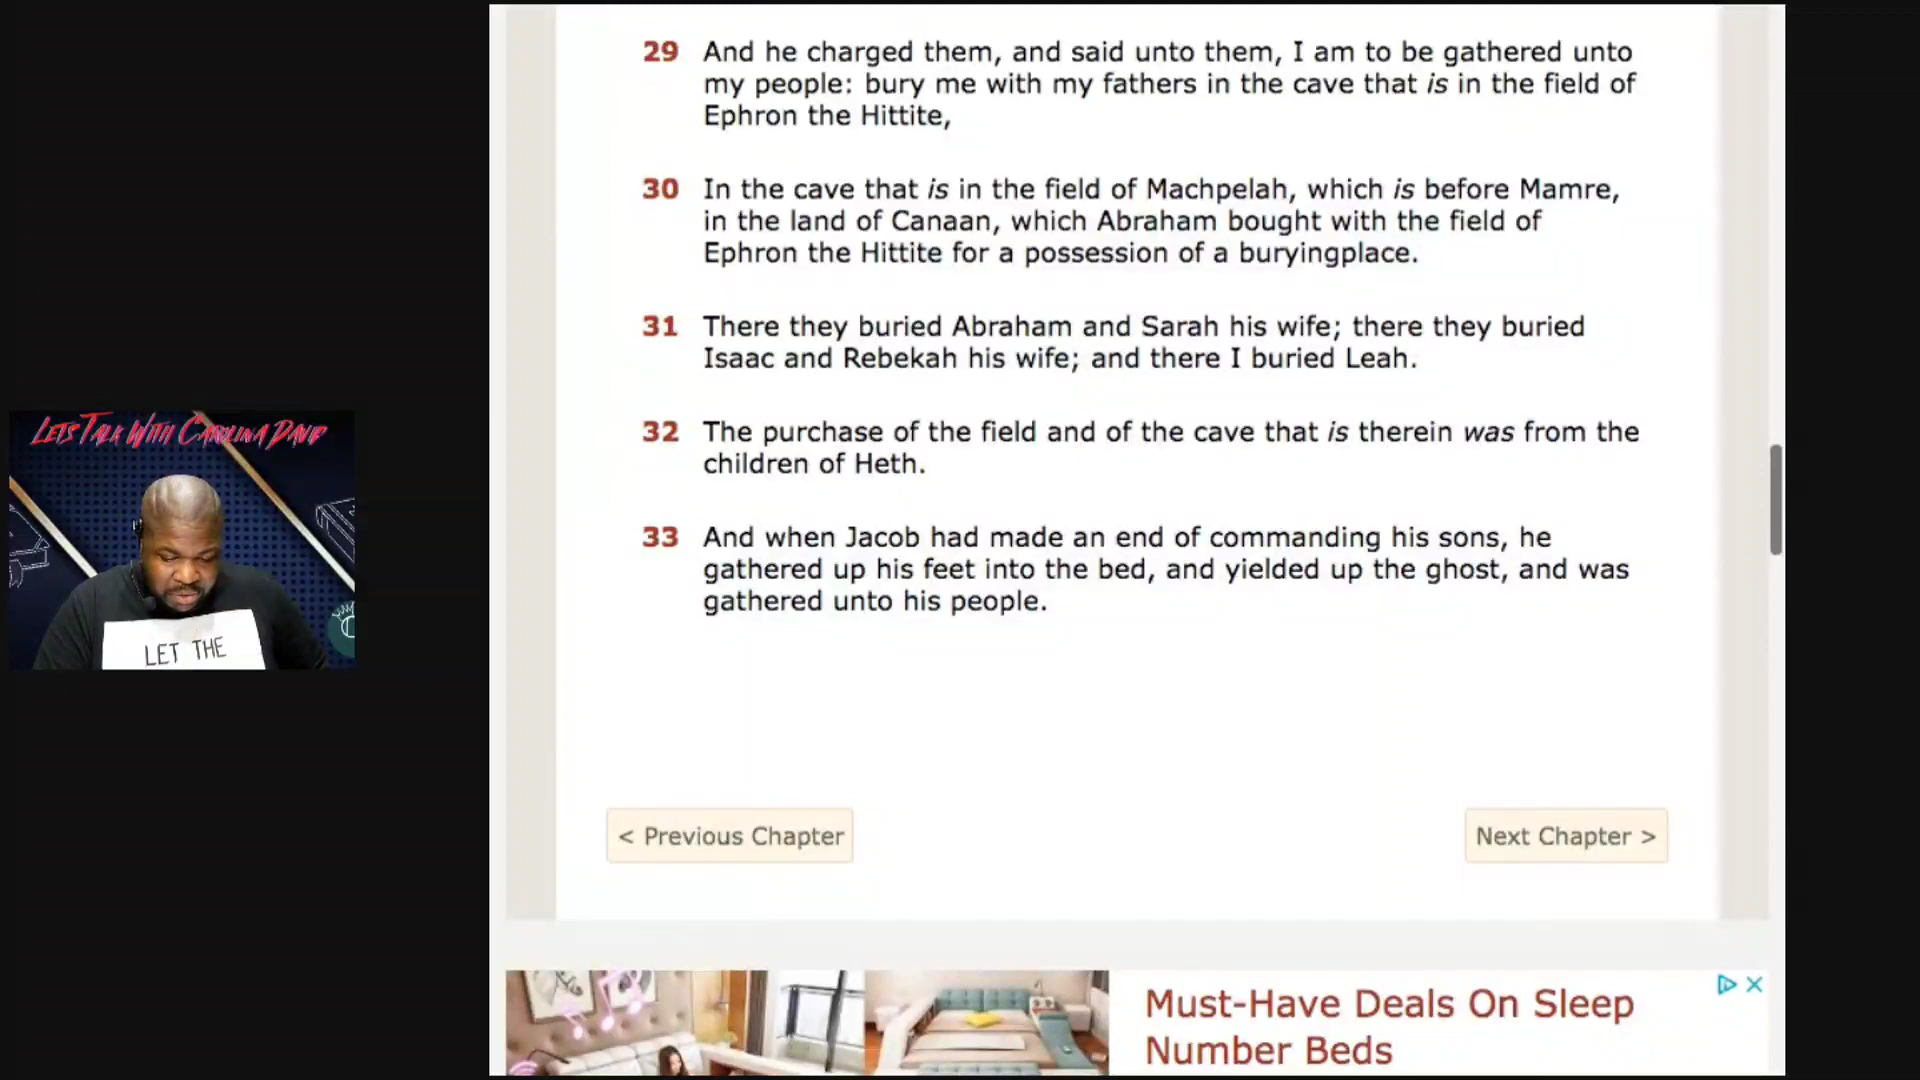 29 And he charged them, and said unto them, I am to be gathered unto
my people: bury me with my fathers in the cave that is in the field of
Ephron the Hittite,
30 In the cave that is in the field of Machpelah, which is before Mamre,
in the land of Canaan, which Abraham bought with the field of
Ephron the Hittite for a possession of a buryingplace.
31 There they buried Abraham and Sarah his wife; there they buried
Isaac and Rebekah his wife; and there I buried Leah.
32 The purchase of the field and of the cave that is therein was from the
children of Heth.
33 And when Jacob had made an end of commanding his sons, he
gathered up his feet into the bed, and yielded up the ghost, and was
gathered unto his people.
LETS TALK WITH CAROLINA DAVID
LET THE
< Previous Chapter
Next Chapter >
Must-Have Deals On Sleep
Number Beds